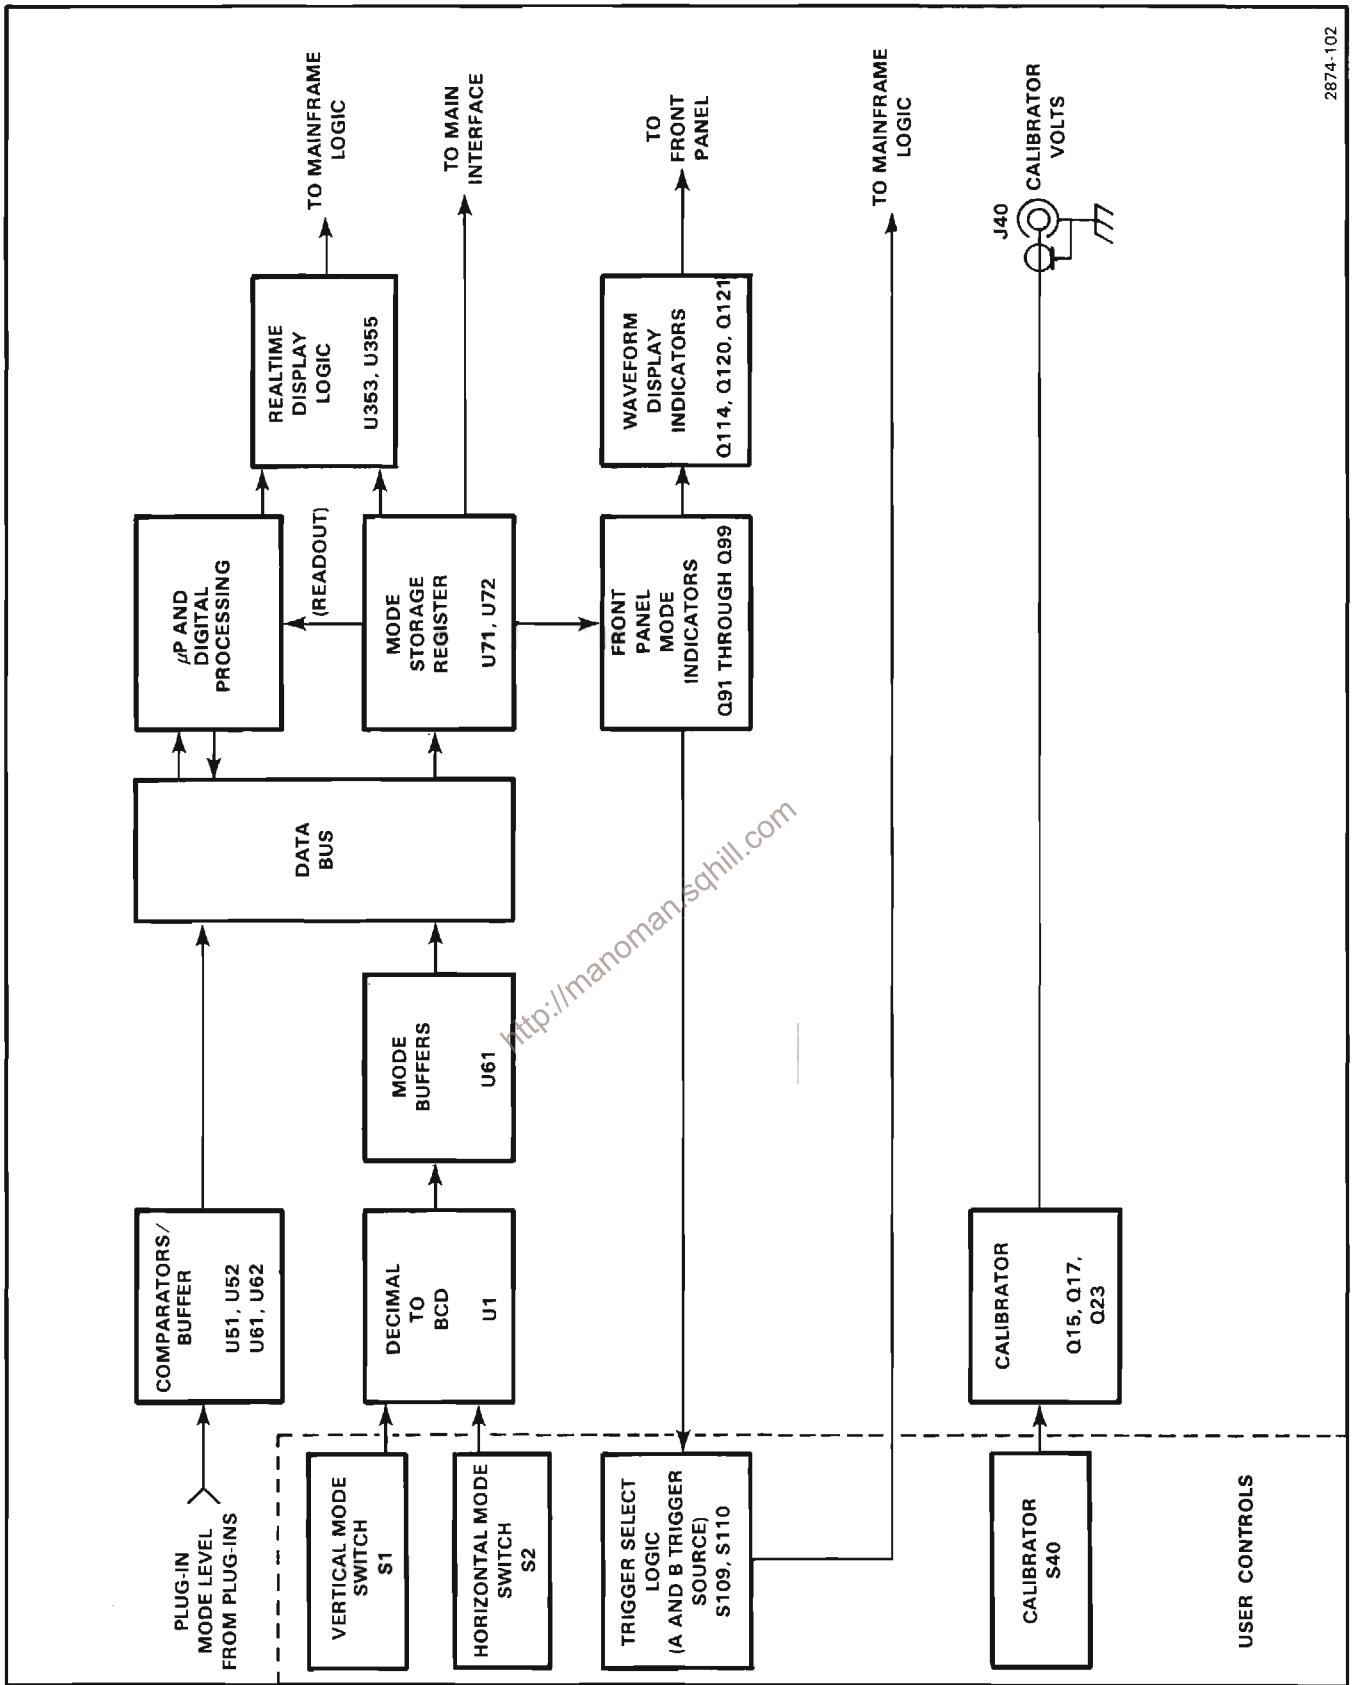 PLUG-IN
MODE LEVEL
FROM PLUG-INS
COMPARATORS/
BUFFER
U51, U52
U61, U62
VERTICAL MODE
SWITCH
S1
HORIZONTAL MODE
SWITCH
S2
DECIMAL
TO
BCD
U1
MODE
BUFFERS
U61
DATA
BUS
μP AND
DIGITAL
PROCESSING
(READOUT)
MODE
STORAGE
REGISTER
U71, U72
REALTIME
DISPLAY
LOGIC
U353, U355
TO MAINFRAME
LOGIC
TO MAIN
INTERFACE
TRIGGER SELECT
LOGIC
(A AND B TRIGGER
SOURCE)
S109, S110
FRONT
PANEL
MODE
INDICATORS
Q91 THROUGH Q99
WAVEFORM
DISPLAY
INDICATORS
Q114, Q120, Q121
TO
FRONT
PANEL
TO MAINFRAME
LOGIC
CALIBRATOR
S40
CALIBRATOR
Q15, Q17,
Q23
J40
CALIBRATOR
VOLTS
USER CONTROLS
2874-102
http://manoman.sqhill.com